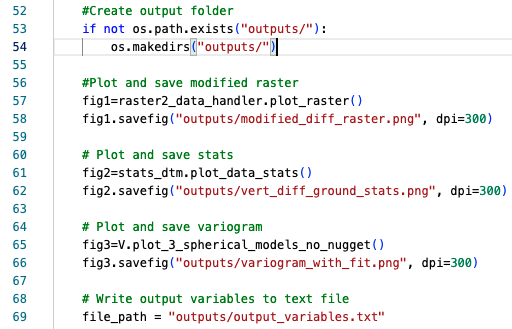 52 #Create output folder
53 if not os.path.exists("outputs/"):
54 os.makedirs("outputs/")
55
56 #Plot and save modified raster
57 fig1=raster2_data_handler.plot_raster()
58 fig1.savefig("outputs/modified_diff_raster.png", dpi=300)
59
60 # Plot and save stats
61 fig2=stats_dtm.plot_data_stats()
62 fig2.savefig("outputs/vert_diff_ground_stats.png", dpi=300)
63
64 # Plot and save variogram
65 fig3=V.plot_3_spherical_models_no_nugget()
66 fig3.savefig("outputs/variogram_with_fit.png", dpi=300)
67
68 # Write output variables to text file
69 file_path = "outputs/output_variables.txt"